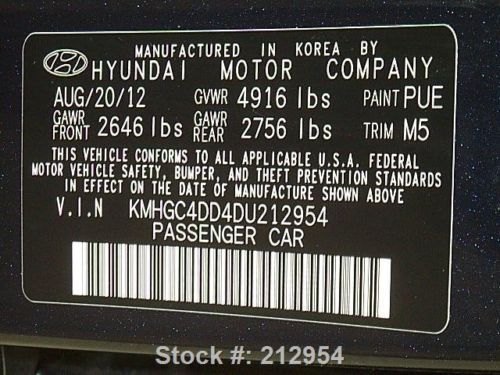 MANUFACTURED IN KOREA BY
HYUNDAI MOTOR COMPANY
AUG/20/12 GVWR 4916 lbs PAINT PUE
GAWR FRONT 2646 lbs GAWR REAR 2756 lbs TRIM M5
THIS VEHICLE CONFORMS TO ALL APPLICABLE U.S.A. FEDERAL
MOTOR VEHICLE SAFETY, BUMPER, AND THEFT PREVENTION STANDARDS
IN EFFECT ON THE DATE OF MANUFACTURE SHOWN ABOVE
V.I.N KMHGC4DD4DU212954
PASSENGER CAR
Stock #: 212954